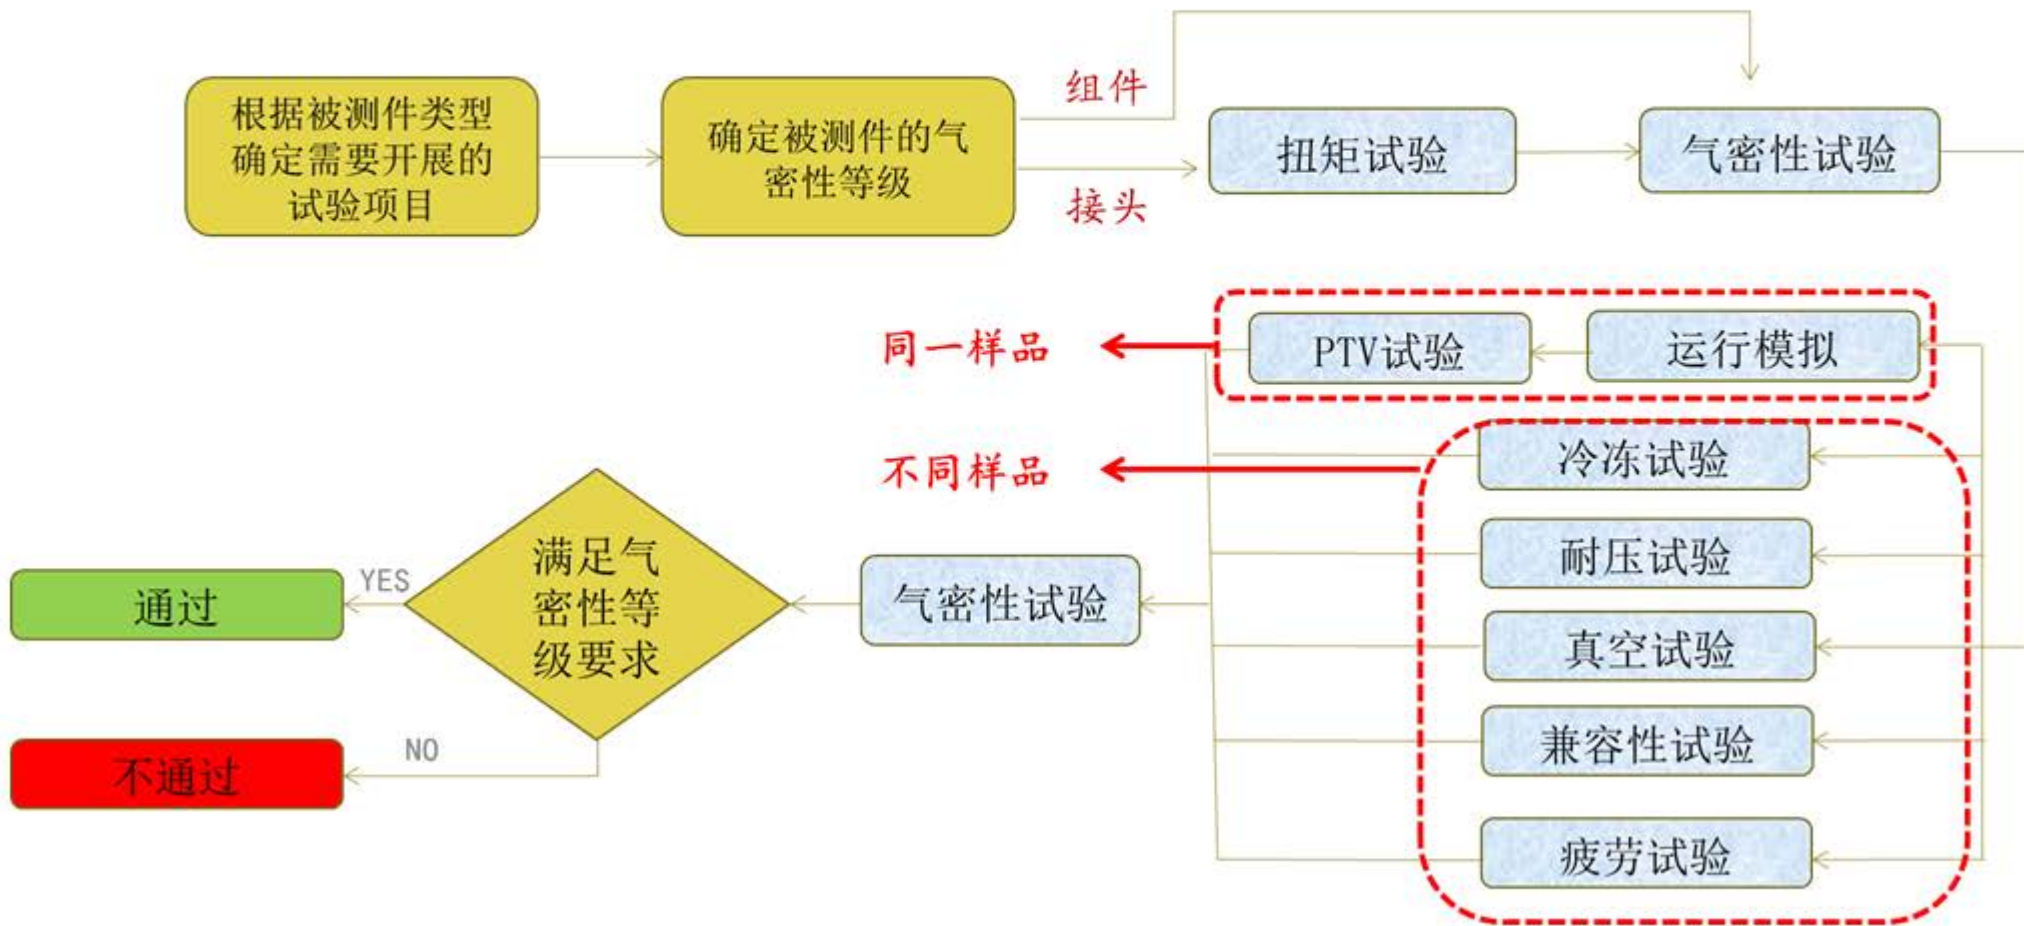 根据被测件类型
确定需要开展的
试验项目
确定被测件的气
密性等级
组件
接头
扭矩试验
气密性试验
同一样品
PTV试验
运行模拟
不同样品
冷冻试验
耐压试验
真空试验
兼容性试验
疲劳试验
气密性试验
满足气
密性等
级要求
YES
通过
NO
不通过